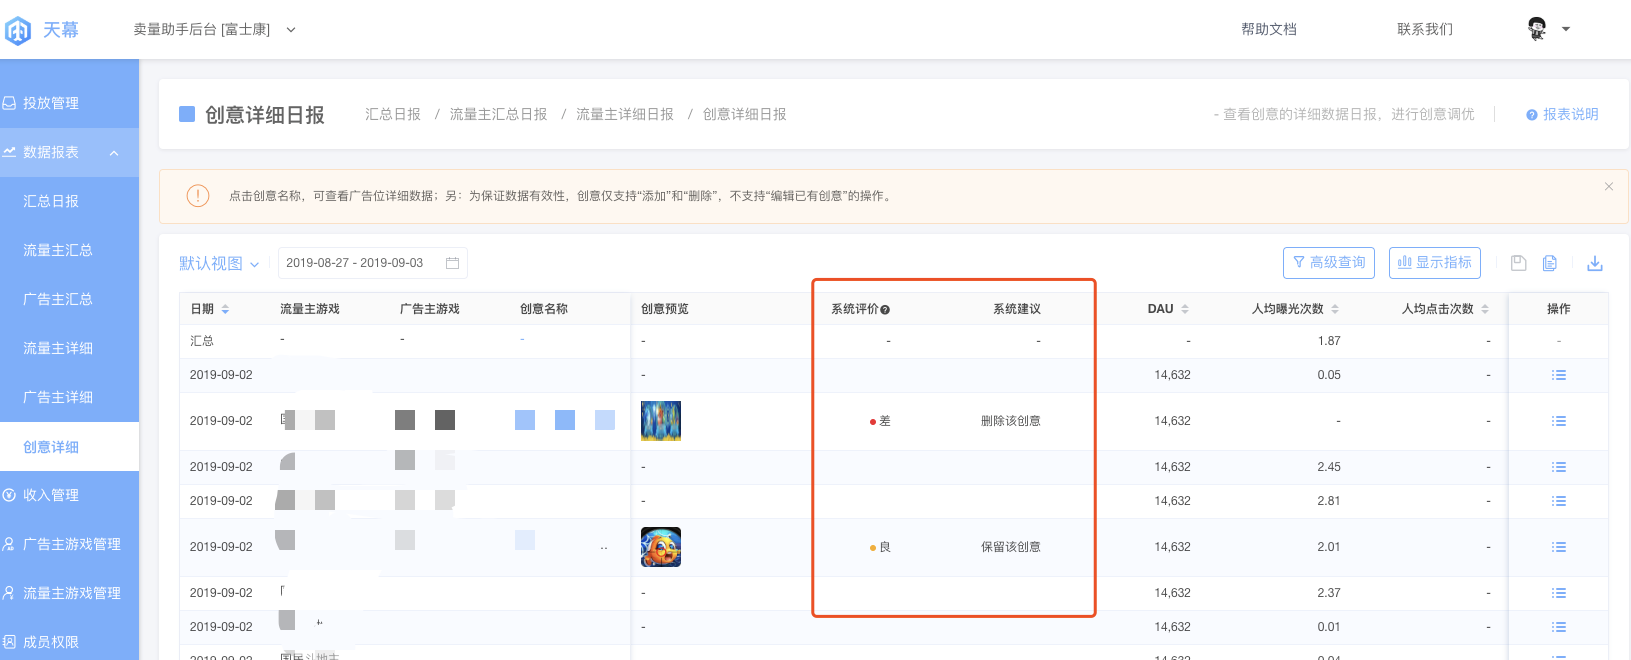 天幕
卖量助手后台 [富士康]
帮助文档
联系我们
投放管理
数据报表
汇总日报
流量主汇总
广告主汇总
流量主详细
广告主详细
创意详细
收入管理
广告主游戏管理
流量主游戏管理
成员权限
创意详细日报
汇总日报 / 流量主汇总日报 / 流量主详细日报 / 创意详细日报
- 查看创意的详细数据日报，进行创意调优
报表说明
点击创意名称，可查看广告位详细数据；另：为保证数据有效性，创意仅支持“添加”和“删除”，不支持“编辑已有创意”的操作。
默认视图
2019-08-27 - 2019-09-03
高级查询
显示指标
日期 流量主游戏 广告主游戏 创意名称 创意预览 系统评价 系统建议 DAU 人均曝光次数 人均点击次数 操作
汇总 - - - - - - - 1.87 - -
2019-09-02 - 14,632 0.05 -
2019-09-02 差 删除该创意 14,632 - -
2019-09-02 - 14,632 2.45 -
2019-09-02 - 14,632 2.81 -
2019-09-02 .. 良 保留该创意 14,632 2.01 -
2019-09-02 - 14,632 2.37 -
2019-09-02 - 14,632 0.01 -
2019-09-02 14,632